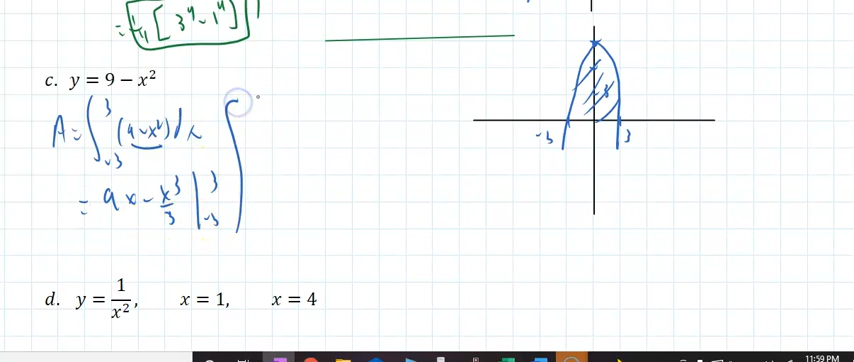 = 1/4 [3⁴ - 1⁴]
c. y = 9 − x²
A = ∫₋₃³ (9 - x²) dx
= 9x - x³/3 |₋₃³
-3 3
d. y = 1/x², x = 1, x = 4
11:59 PM